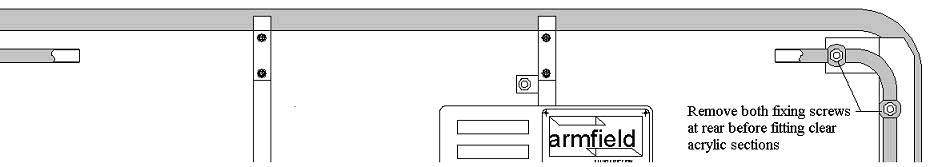 Remove both fixing screws
at rear before fitting clear
acrylic sections
armfield